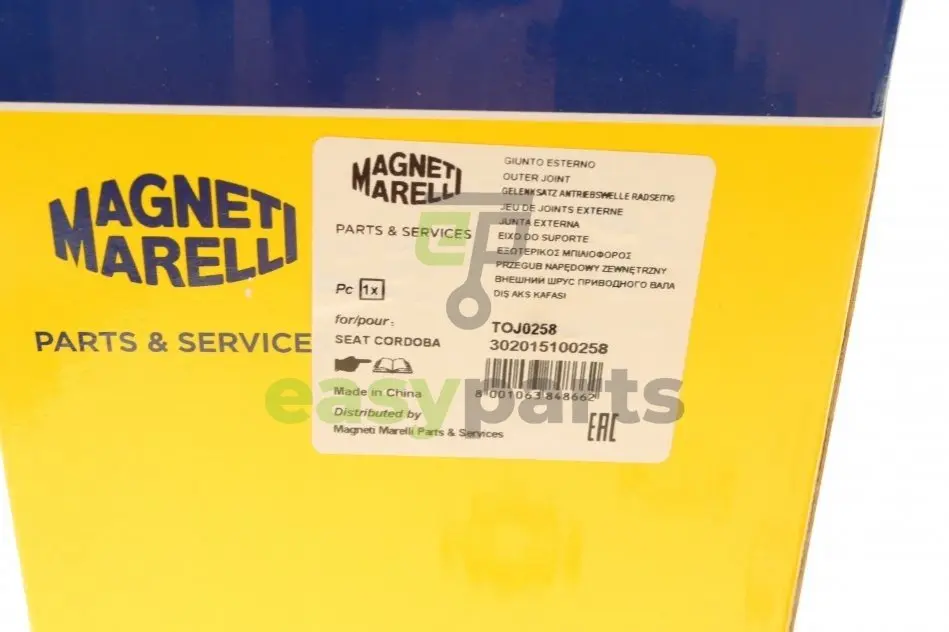 MAGNETI
MARELLI
PARTS & SERVICE
MAGNETI
MARELLI
PARTS & SERVICES
Pc 1x
for/pour:
SEAT CORDOBA
Made in China
Distributed by
Magneti Marelli Parts & Services
GIUNTO ESTERNO
OUTER JOINT
GELENKSATZ ANTRIEBSWELLE RADSEITIG
JEU DE JOINTS EXTERNE
JUNTA EXTERNA
EIXO DO SUPORTE
ΕΞΩΤΕΡΙΚΟΣ ΜΠΙΛΙΟΦΟΡΟΣ
PRZEGUB NAPĘDOWY ZEWNĘTRZNY
ВНЕШНИЙ ШРУС ПРИВОДНОГО ВАЛА
DIŞ AKS KAFASI
TOJ0258
302015100258
8 001063 848662
EAC
easyparts